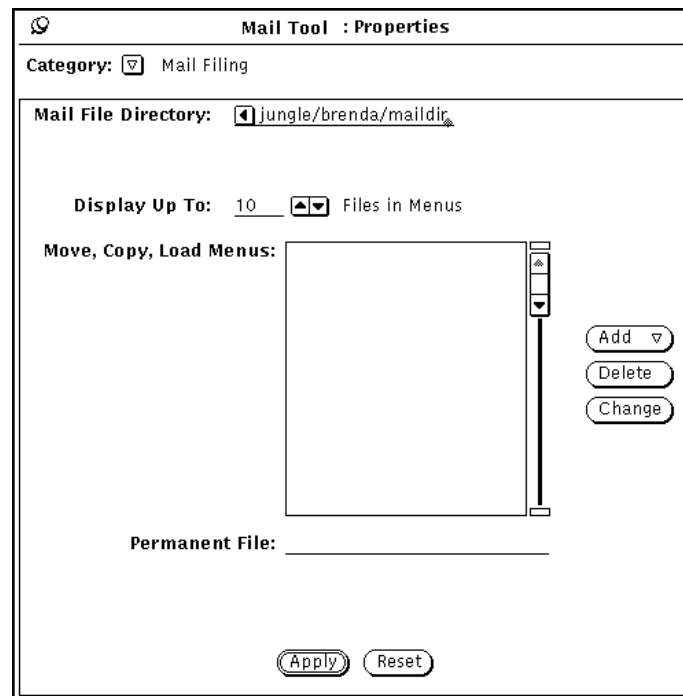 Mail Tool : Properties
Category: Mail Filing
Mail File Directory: jungle/brenda/maildir
Display Up To: 10 Files in Menus
Move, Copy, Load Menus:
Add
Delete
Change
Permanent File:
Apply Reset